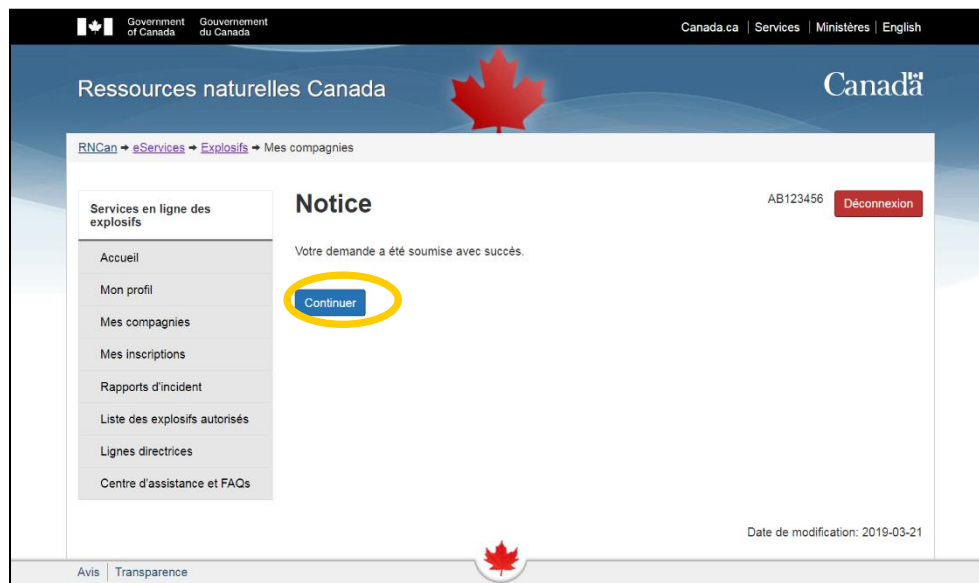 Government of Canada Gouvernement du Canada
Canada.ca | Services | Ministères | English
Ressources naturelles Canada
Canada
RNCan ➔ eServices ➔ Explosifs ➔ Mes compagnies
Services en ligne des
explosifs
Accueil
Mon profil
Mes compagnies
Mes inscriptions
Rapports d'incident
Liste des explosifs autorisés
Lignes directrices
Centre d'assistance et FAQs
Notice
AB123456
Déconnexion
Votre demande a été soumise avec succès.
Continuer
Date de modification: 2019-03-21
Avis | Transparence